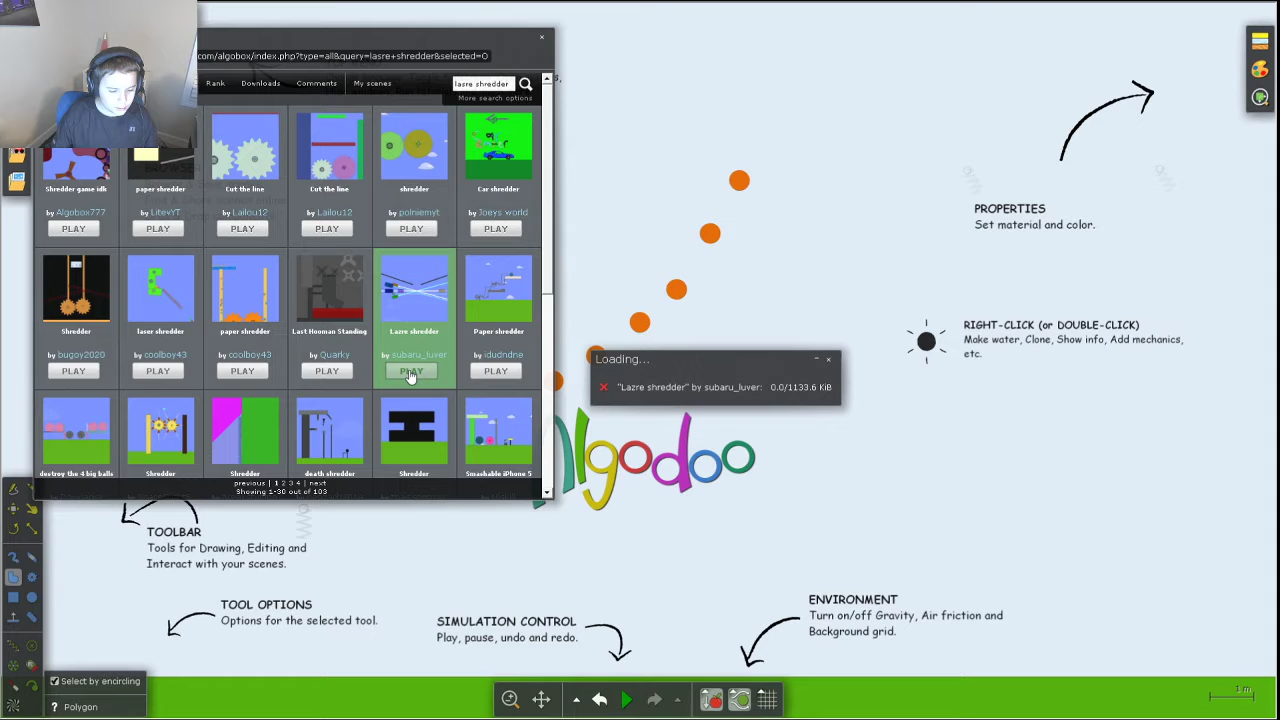 com/algobox/index.php?type=all&query=lasre+shredder&selected=O
Rank Downloads Comments My scenes lasre shredder
More search options
Shredder game idk paper shredder Cut the line Cut the line shredder Car shredder
by Algobox777 by LitevYT by Lailou12 by Lailou12 by polniemyt by Joeys world
PLAY PLAY PLAY PLAY PLAY PLAY
Shredder laser shredder paper shredder Last Hooman Standing Lazre shredder Paper shredder
by bugoy2020 by coolboy43 by coolboy43 by Quarky by subaru_luver by idudndne
PLAY PLAY PLAY PLAY PLAY PLAY
destroy the 4 big balls Shredder Shredder death shredder Shredder Smashable iPhone 5
previous | 1 2 3 4 | next
Showing 1-30 out of 103
Loading...
"Lazre shredder" by subaru_luver: 0.0/1133.6 KiB
Algodoo
PROPERTIES
Set material and color.
RIGHT-CLICK (or DOUBLE-CLICK)
Make water, Clone, Show info, Add mechanics,
etc.
TOOLBAR
Tools for Drawing, Editing and
Interact with your scenes.
TOOL OPTIONS
Options for the selected tool.
SIMULATION CONTROL
Play, pause, undo and redo.
ENVIRONMENT
Turn on/off Gravity, Air friction and
Background grid.
Select by encircling
? Polygon
1 m